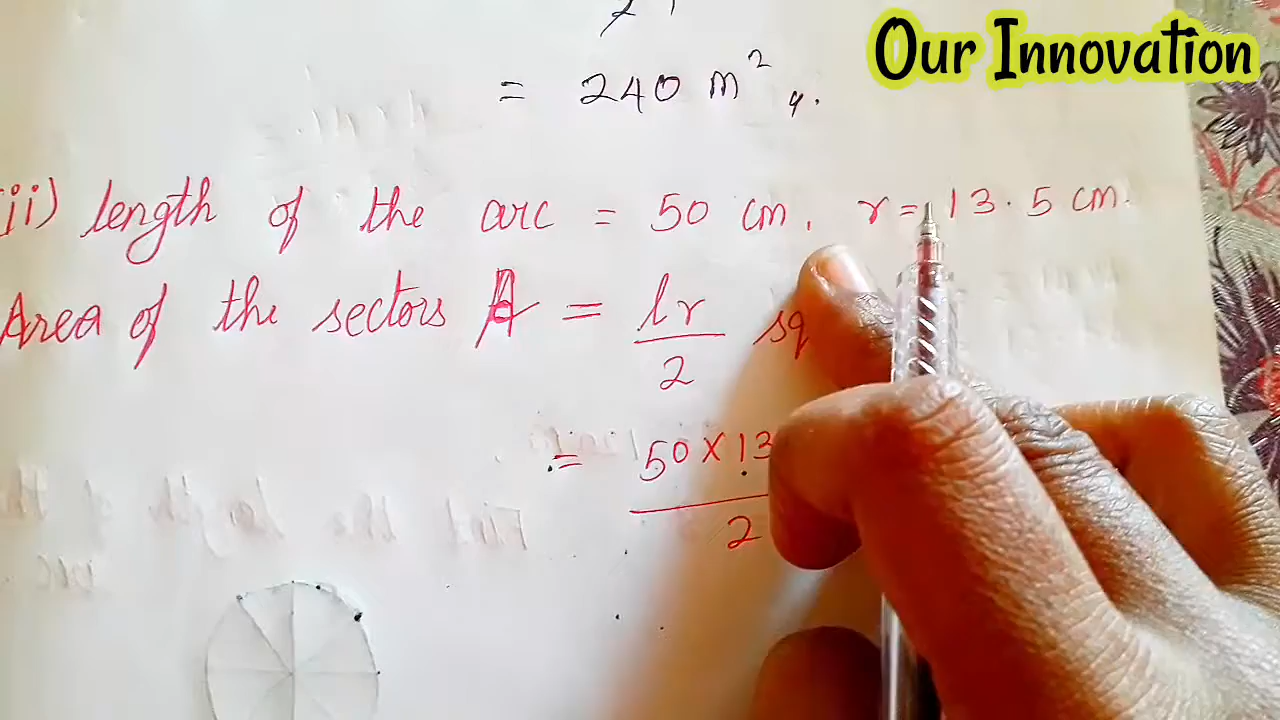 Our Innovation
= 240 m²
ii) length of the arc = 50 cm. r = 13.5 cm.
Area of the sectors A = lr/2 sq
= 50 × 13/2